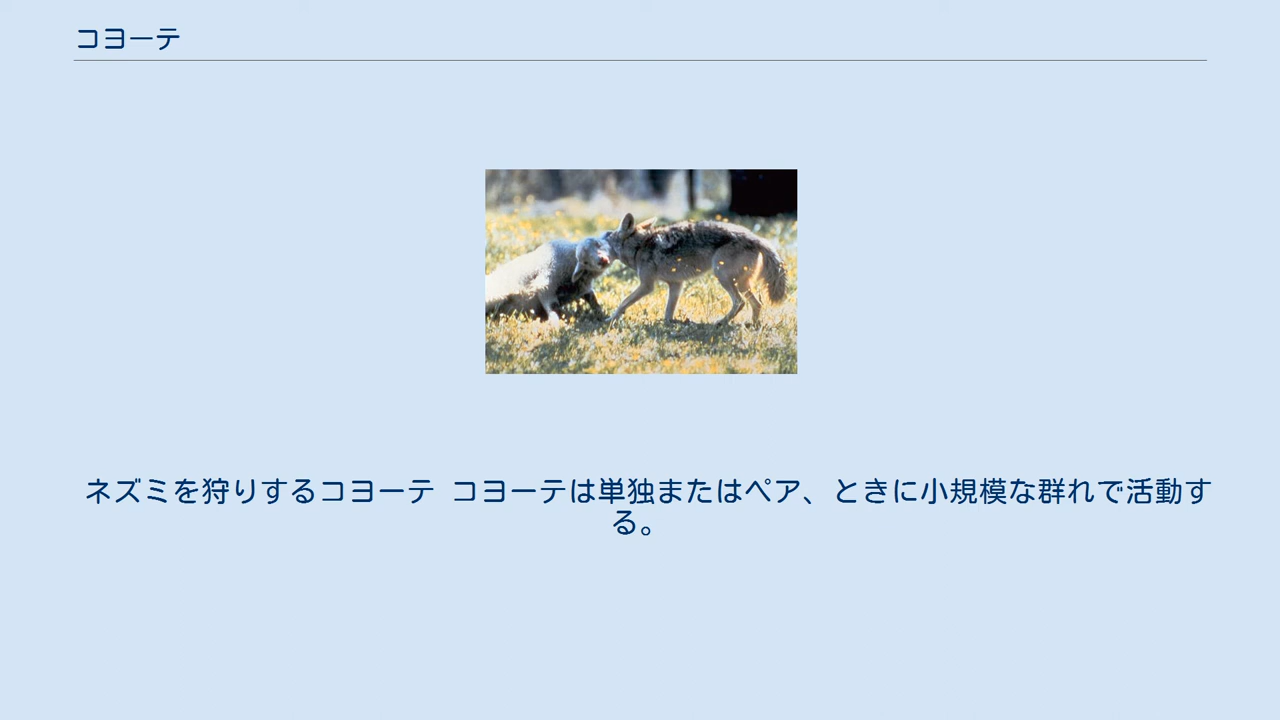 コヨーテ
ネズミを狩りするコヨーテ コヨーテは単独またはペア、ときに小規模な群れで活動す
る。